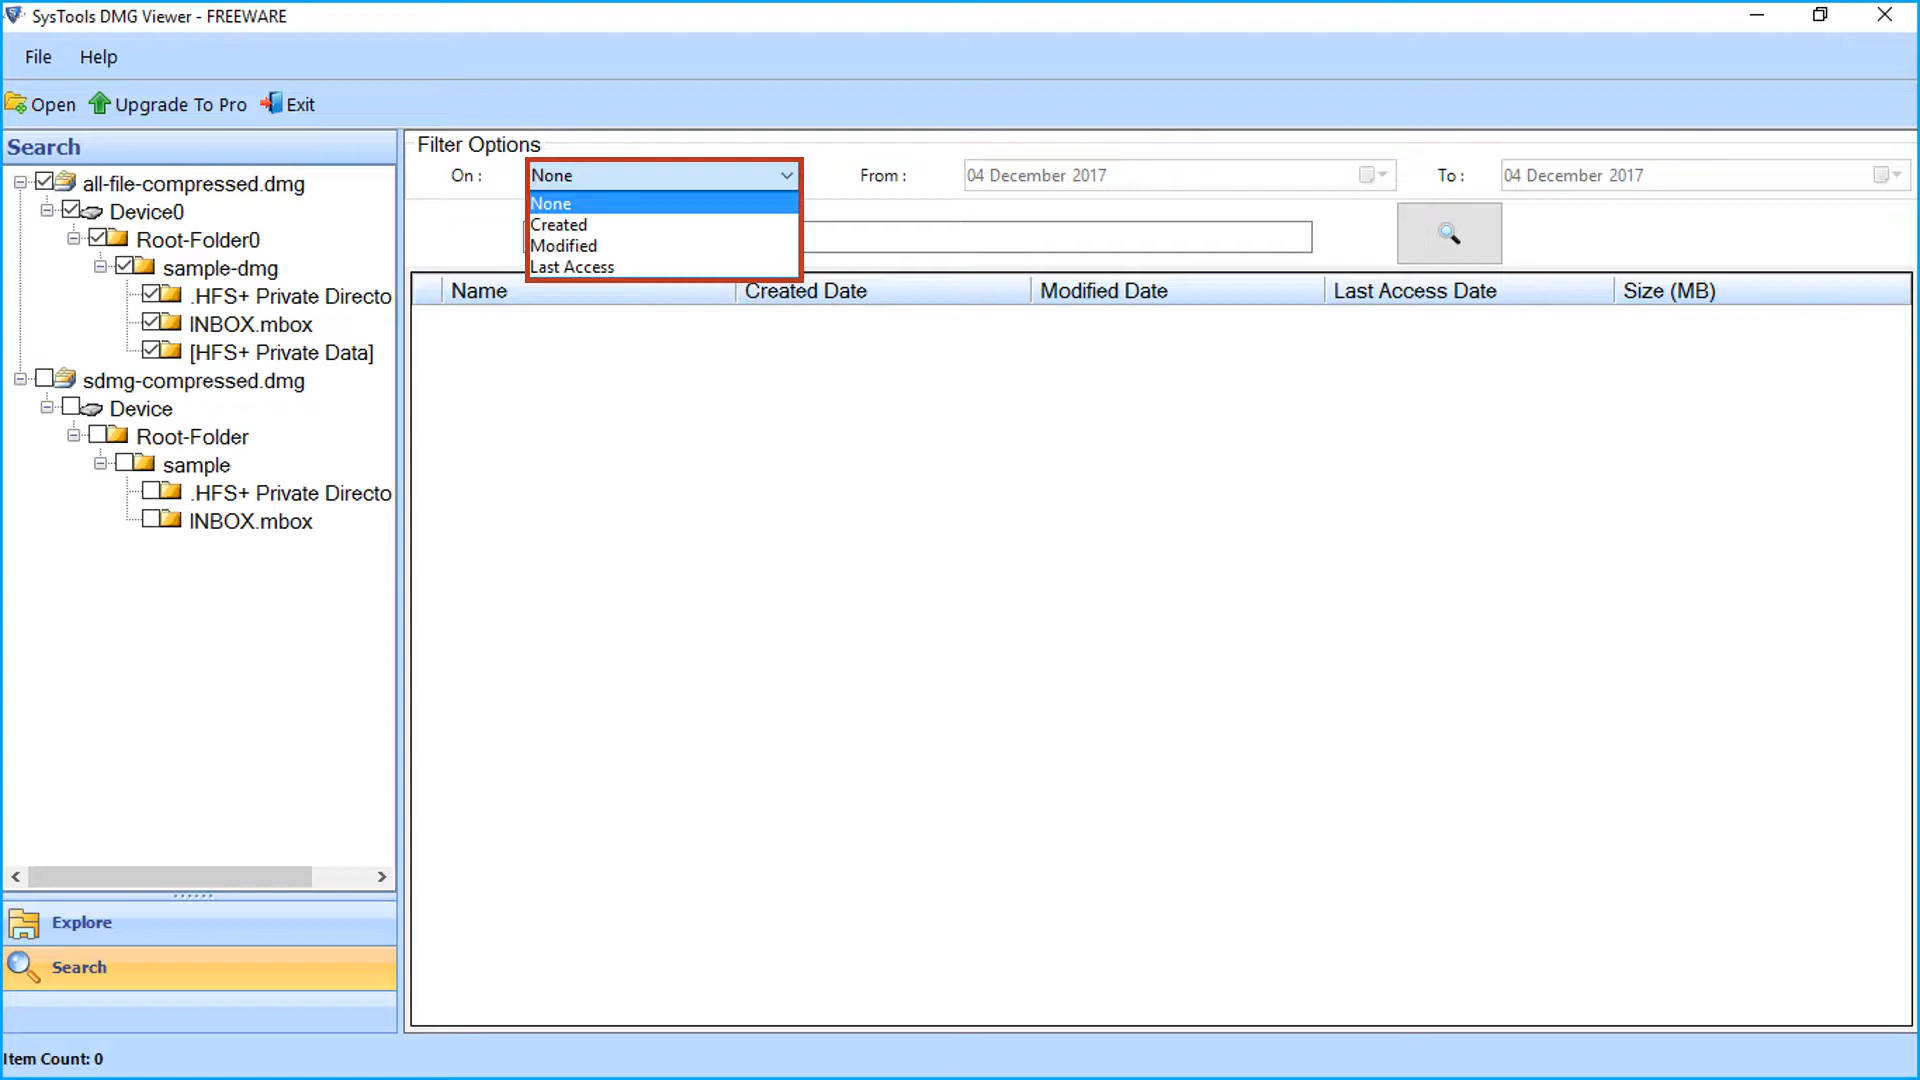 SysTools DMG Viewer - FREEWARE
File Help
Open Upgrade To Pro Exit
Search
all-file-compressed.dmg
Device0
Root-Folder0
sample-dmg
.HFS+ Private Directo
INBOX.mbox
[HFS+ Private Data]
sdmg-compressed.dmg
Device
Root-Folder
sample
.HFS+ Private Directo
INBOX.mbox
Explore
Search
Filter Options
On : None From : 04 December 2017 To : 04 December 2017
None
Created
Modified
Last Access
Name Created Date Modified Date Last Access Date Size (MB)
Item Count: 0